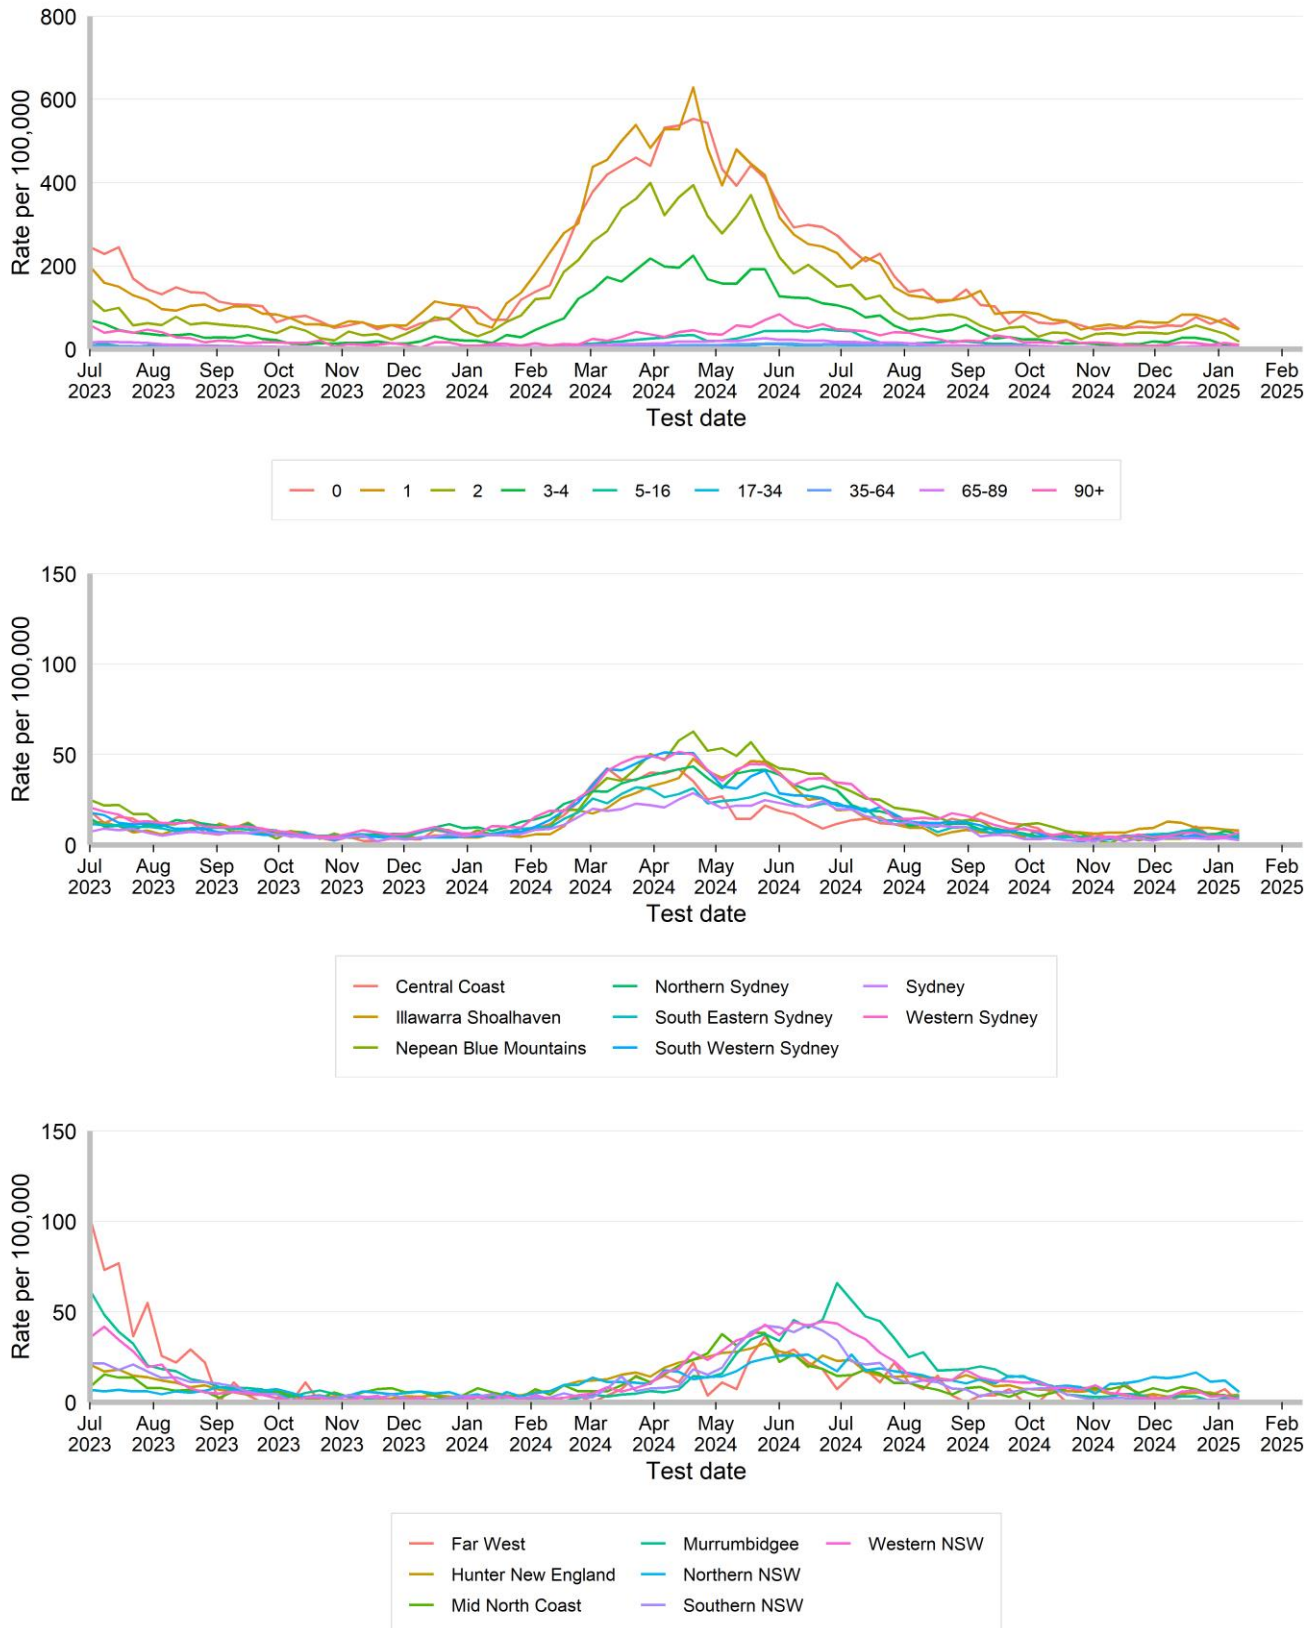 800
600
400
200
0
Rate per 100,000
Jul Aug Sep Oct Nov Dec Jan Feb Mar Apr May Jun Jul Aug Sep Oct Nov Dec Jan Feb
2023 2023 2023 2023 2023 2023 2024 2024 2024 2024 2024 2024 2024 2024 2024 2024 2024 2024 2025 2025
Test date
0 1 2 3-4 5-16 17-34 35-64 65-89 90+
150
100
50
0
Rate per 100,000
Jul Aug Sep Oct Nov Dec Jan Feb Mar Apr May Jun Jul Aug Sep Oct Nov Dec Jan Feb
2023 2023 2023 2023 2023 2023 2024 2024 2024 2024 2024 2024 2024 2024 2024 2024 2024 2024 2025 2025
Test date
Central Coast Northern Sydney Sydney
Illawarra Shoalhaven South Eastern Sydney Western Sydney
Nepean Blue Mountains South Western Sydney
150
100
50
0
Rate per 100,000
Jul Aug Sep Oct Nov Dec Jan Feb Mar Apr May Jun Jul Aug Sep Oct Nov Dec Jan Feb
2023 2023 2023 2023 2023 2023 2024 2024 2024 2024 2024 2024 2024 2024 2024 2024 2024 2024 2025 2025
Test date
Far West Murrumbidgee Western NSW
Hunter New England Northern NSW
Mid North Coast Southern NSW